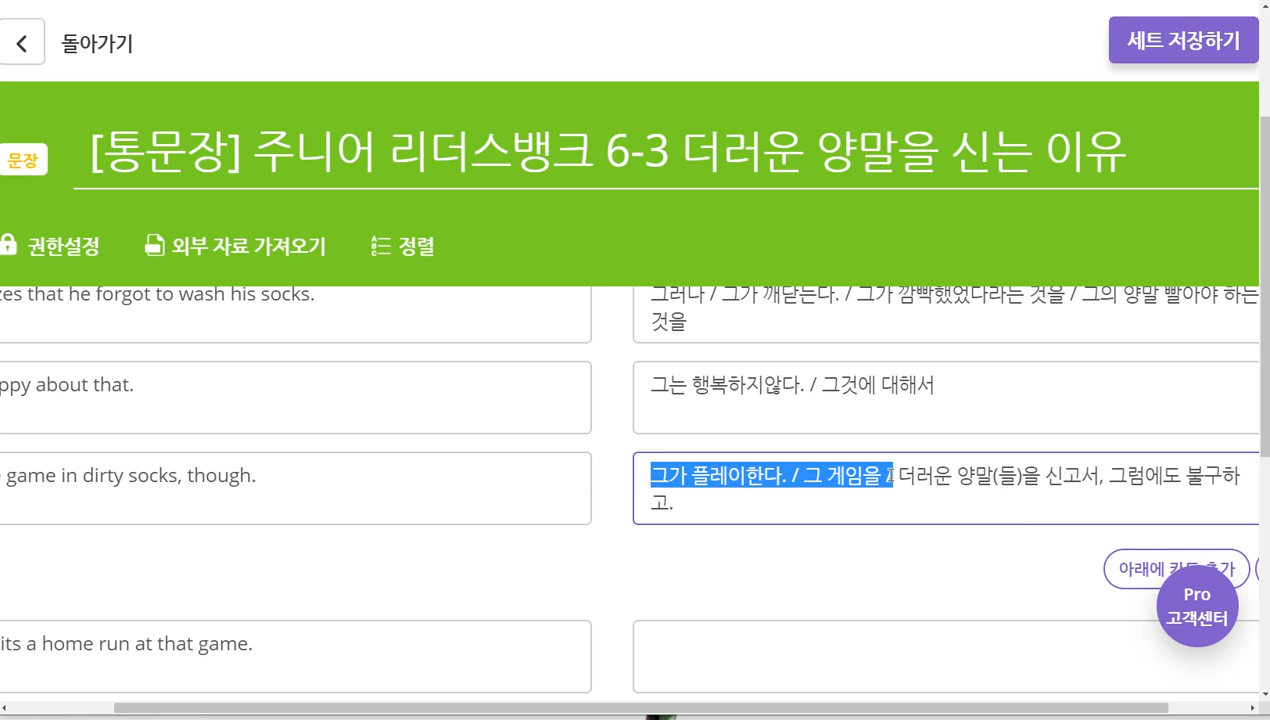 돌아가기
세트 저장하기
문장
[통문장] 주니어 리더스뱅크 6-3 더러운 양말을 신는 이유
권한설정
외부 자료 가져오기
정렬
zes that he forgot to wash his socks.
그러나 / 그가 깨닫는다. / 그가 깜빡했었다라는 것을 / 그의 양말 빨아야 하는
것을
ppy about that.
그는 행복하지않다. / 그것에 대해서
game in dirty socks, though.
그가 플레이한다. / 그 게임을 / 더러운 양말(들)을 신고서, 그럼에도 불구하
고.
아래에
Pro
고객센터
its a home run at that game.